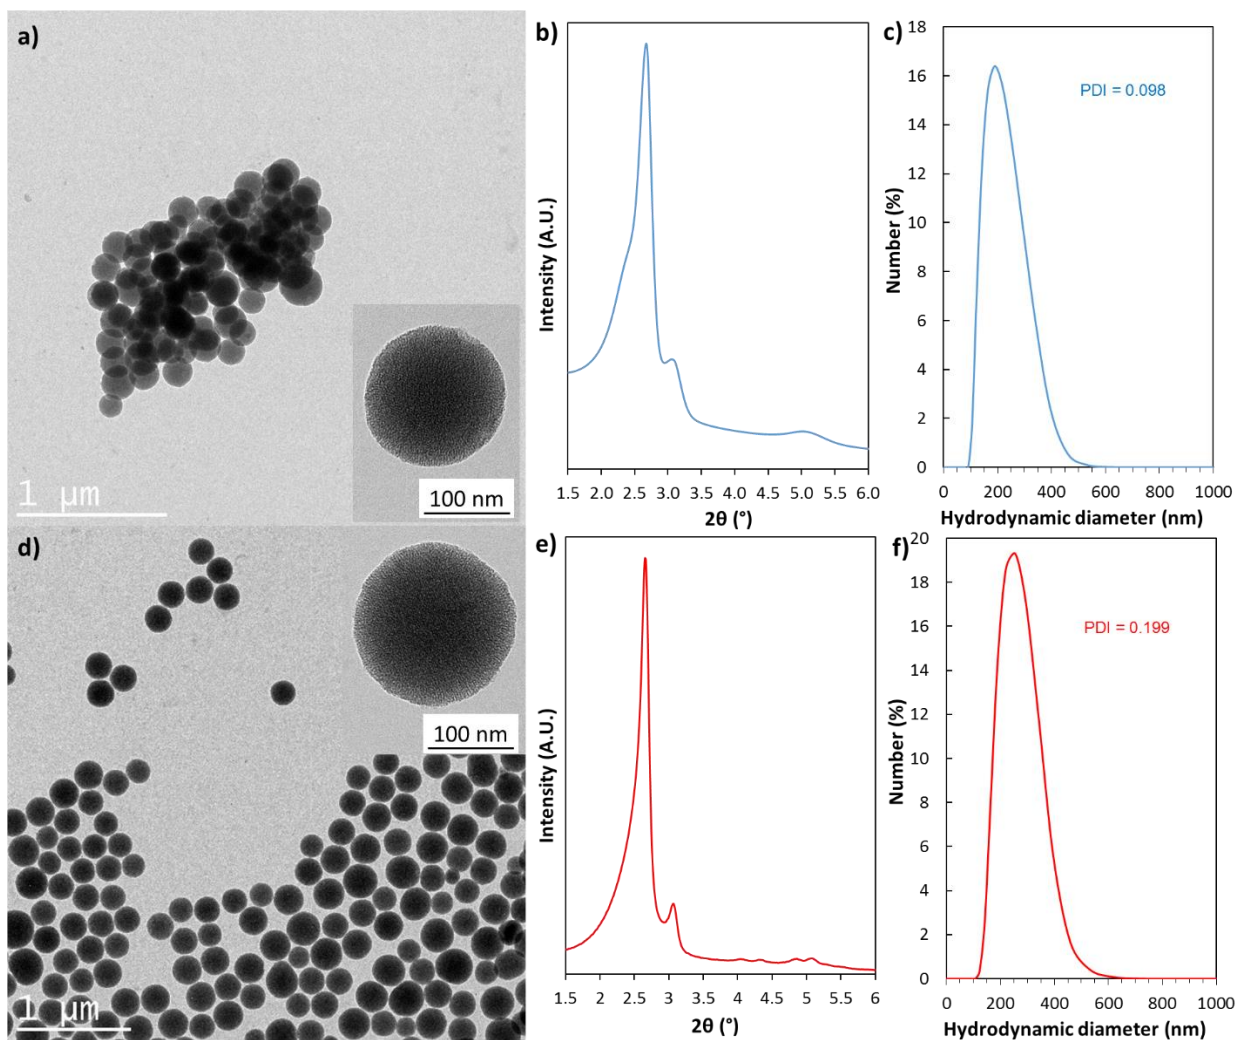 a)
1 µm
100 nm
b)
Intensity (A.U.)
1.5 2.0 2.5 3.0 3.5 4.0 4.5 5.0 5.5 6.0
2θ (°)
c)
18
16
14
12
10
8
6
4
2
0
Number (%)
PDI = 0.098
0 200 400 600 800 1000
Hydrodynamic diameter (nm)
d)
100 nm
1 µm
e)
Intensity (A.U.)
1.5 2 2.5 3 3.5 4 4.5 5 5.5 6
2θ (°)
f)
20
18
16
14
12
10
8
6
4
2
0
Number (%)
PDI = 0.199
0 200 400 600 800 1000
Hydrodynamic diameter (nm)